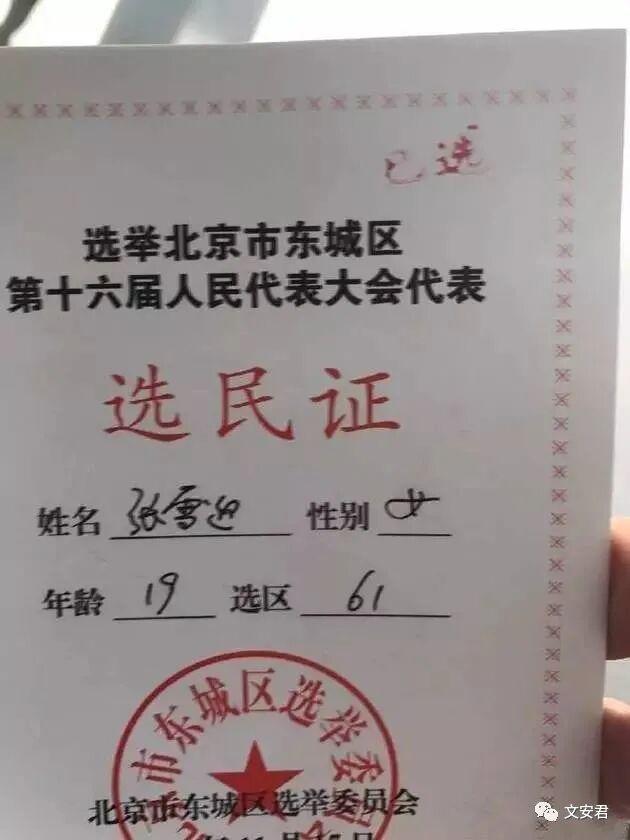 已选
选举北京市东城区
第十六届人民代表大会代表
选民证
姓名 张雪迎 性别 女
年龄 19 选区 61
市东城区选举委
北京市东城区选举委员会
文安君